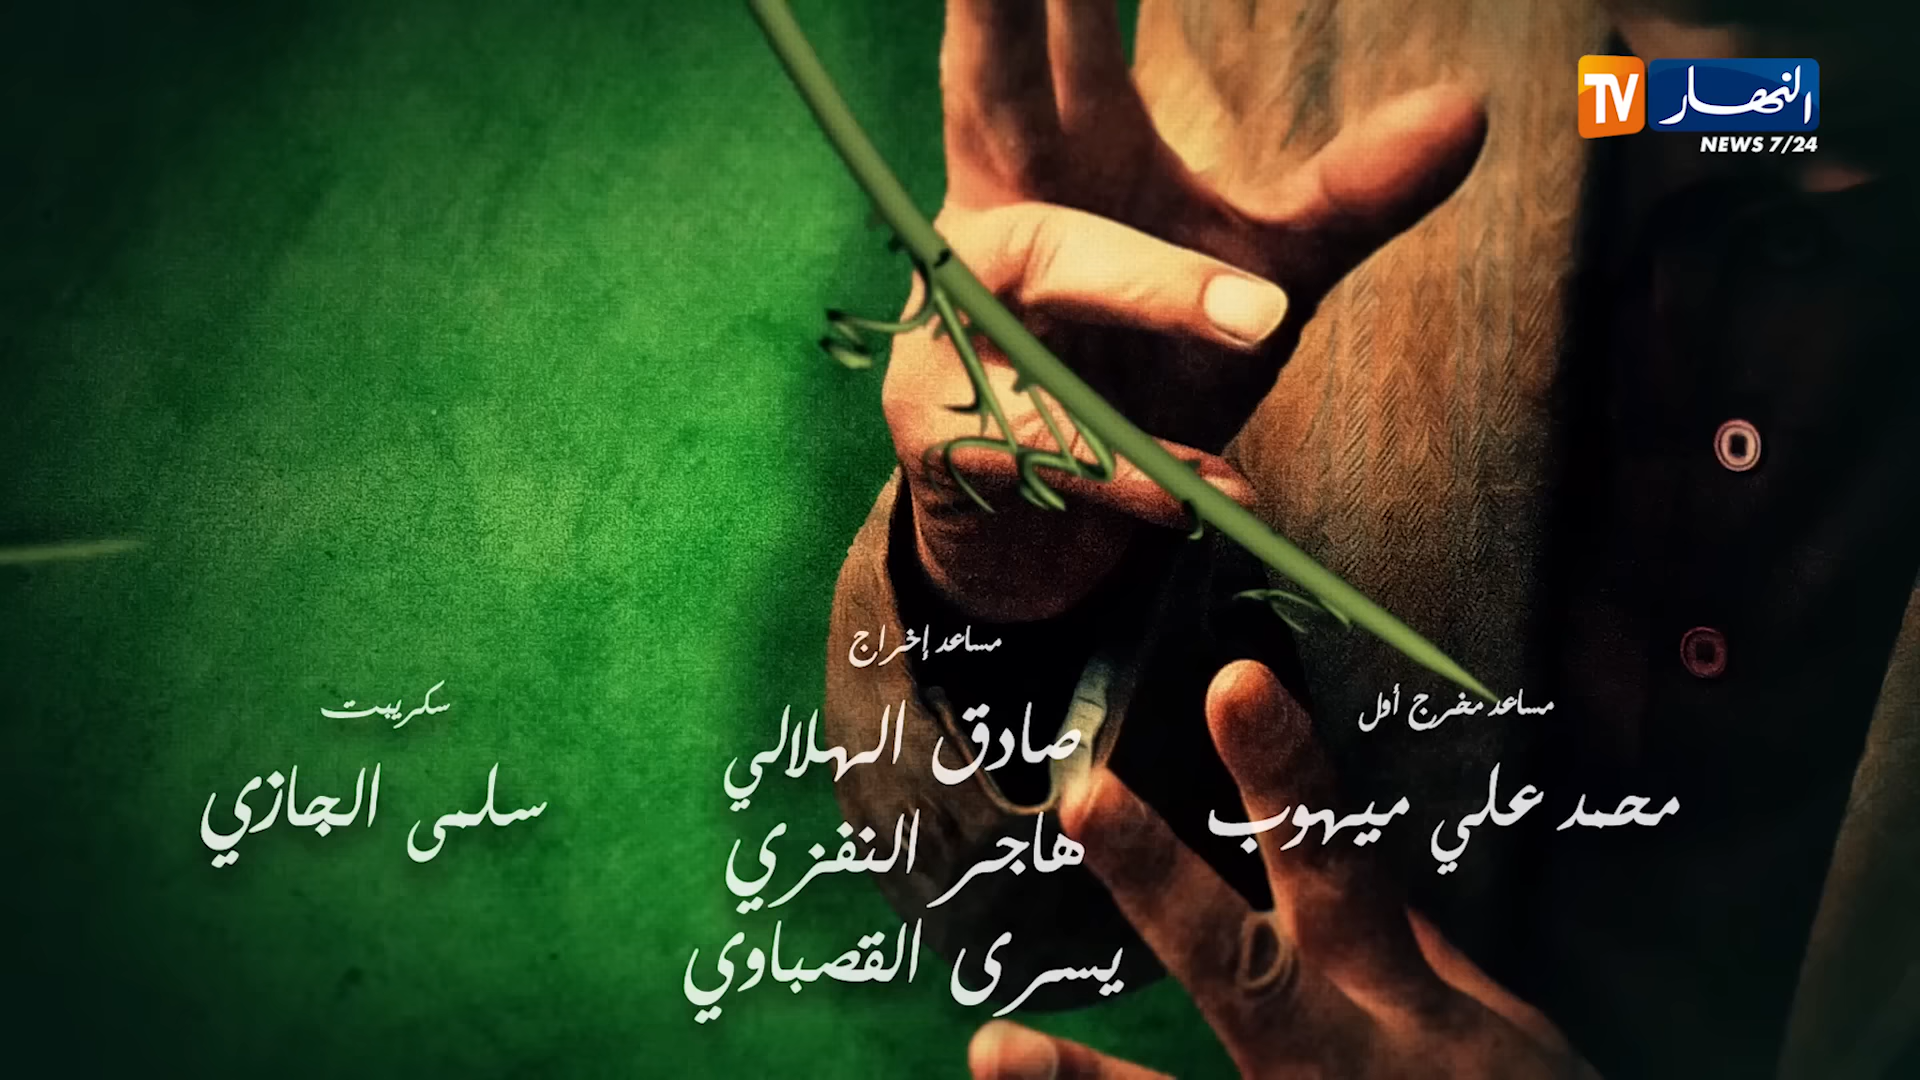 TV النهار
NEWS 7/24
مساعد مخرج أول
محمد علي ميهوب
مساعد إخراج
صادق الهلالي
هاجر النفزي
يسرى القصباوي
سكريبت
سلمى الجازي